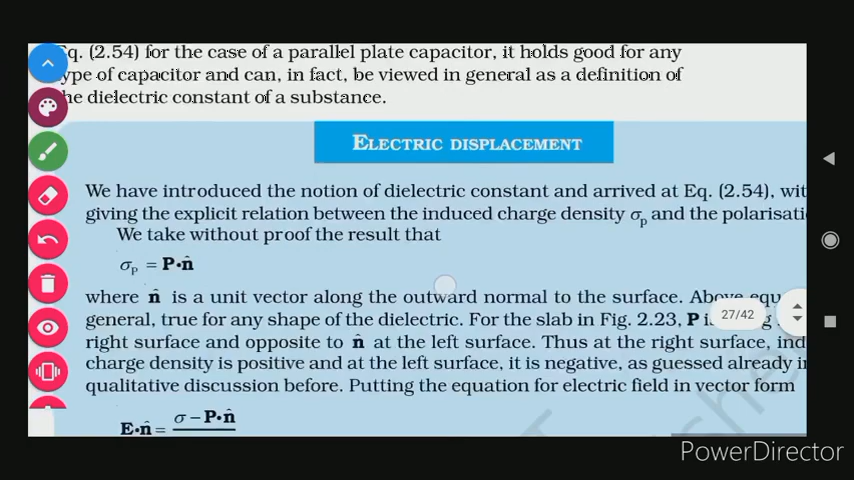 Eq. (2.54) for the case of a parallel plate capacitor, it holds good for any
type of capacitor and can, in fact, be viewed in general as a definition of
the dielectric constant of a substance.
ELECTRIC DISPLACEMENT
We have introduced the notion of dielectric constant and arrived at Eq. (2.54), wit
giving the explicit relation between the induced charge density σₚ and the polarisati
We take without proof the result that
σₚ = P·n̂
where n̂ is a unit vector along the outward normal to the surface. Above equ
general, true for any shape of the dielectric. For the slab in Fig. 2.23, P is
27/42
right surface and opposite to n̂ at the left surface. Thus at the right surface, ind
charge density is positive and at the left surface, it is negative, as guessed already in
qualitative discussion before. Putting the equation for electric field in vector form
E·n̂ = σ – P·n̂
PowerDirector